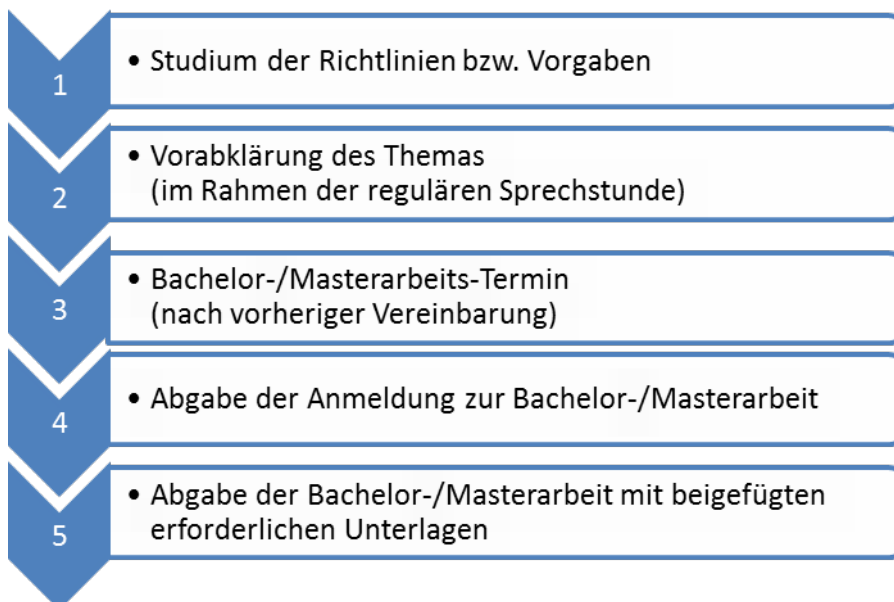 1
• Studium der Richtlinien bzw. Vorgaben
2
• Vorabklärung des Themas
(im Rahmen der regulären Sprechstunde)
3
• Bachelor-/Masterarbeits-Termin
(nach vorheriger Vereinbarung)
4
• Abgabe der Anmeldung zur Bachelor-/Masterarbeit
5
• Abgabe der Bachelor-/Masterarbeit mit beigefügten
erforderlichen Unterlagen